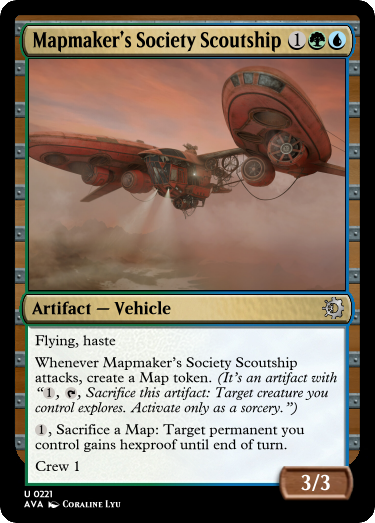 Mapmaker's Society Scoutship 1
Artifact — Vehicle
Flying, haste
Whenever Mapmaker's Society Scoutship
attacks, create a Map token. (It's an artifact with
"1, , Sacrifice this artifact: Target creature you
control explores. Activate only as a sorcery.")
1, Sacrifice a Map: Target permanent you
control gains hexproof until end of turn.
Crew 1
3/3
U 0221
AVA Coraline Lyu